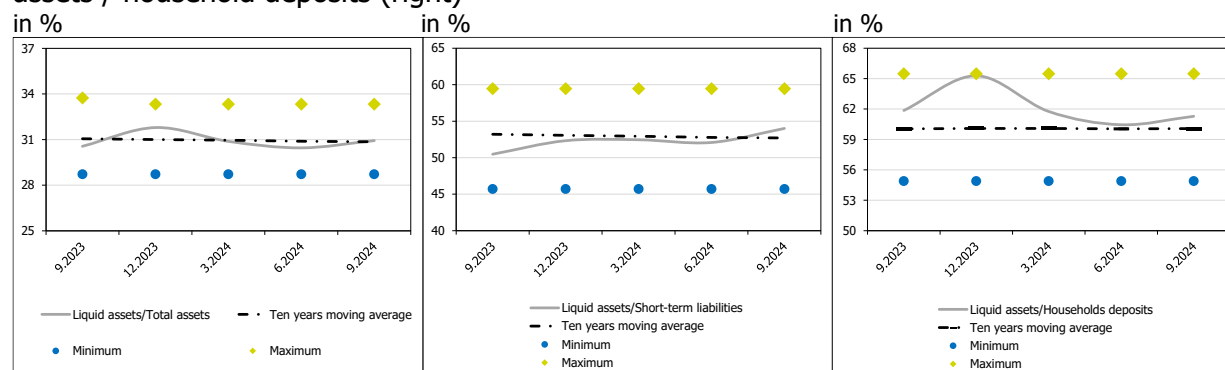 assets / household deposits (right)
in %
in %
in %
37
34
31
28
25
9.2023
12.2023
3.2024
6.2024
9.2024
Liquid assets/Total assets
Ten years moving average
Minimum
Maximum
65
60
55
50
45
40
9.2023
12.2023
3.2024
6.2024
9.2024
Liquid assets/Short-term liabilities
Ten years moving average
Minimum
Maximum
68
65
62
59
56
53
50
9.2023
12.2023
3.2024
6.2024
9.2024
Liquid assets/Households deposits
Ten years moving average
Minimum
Maximum